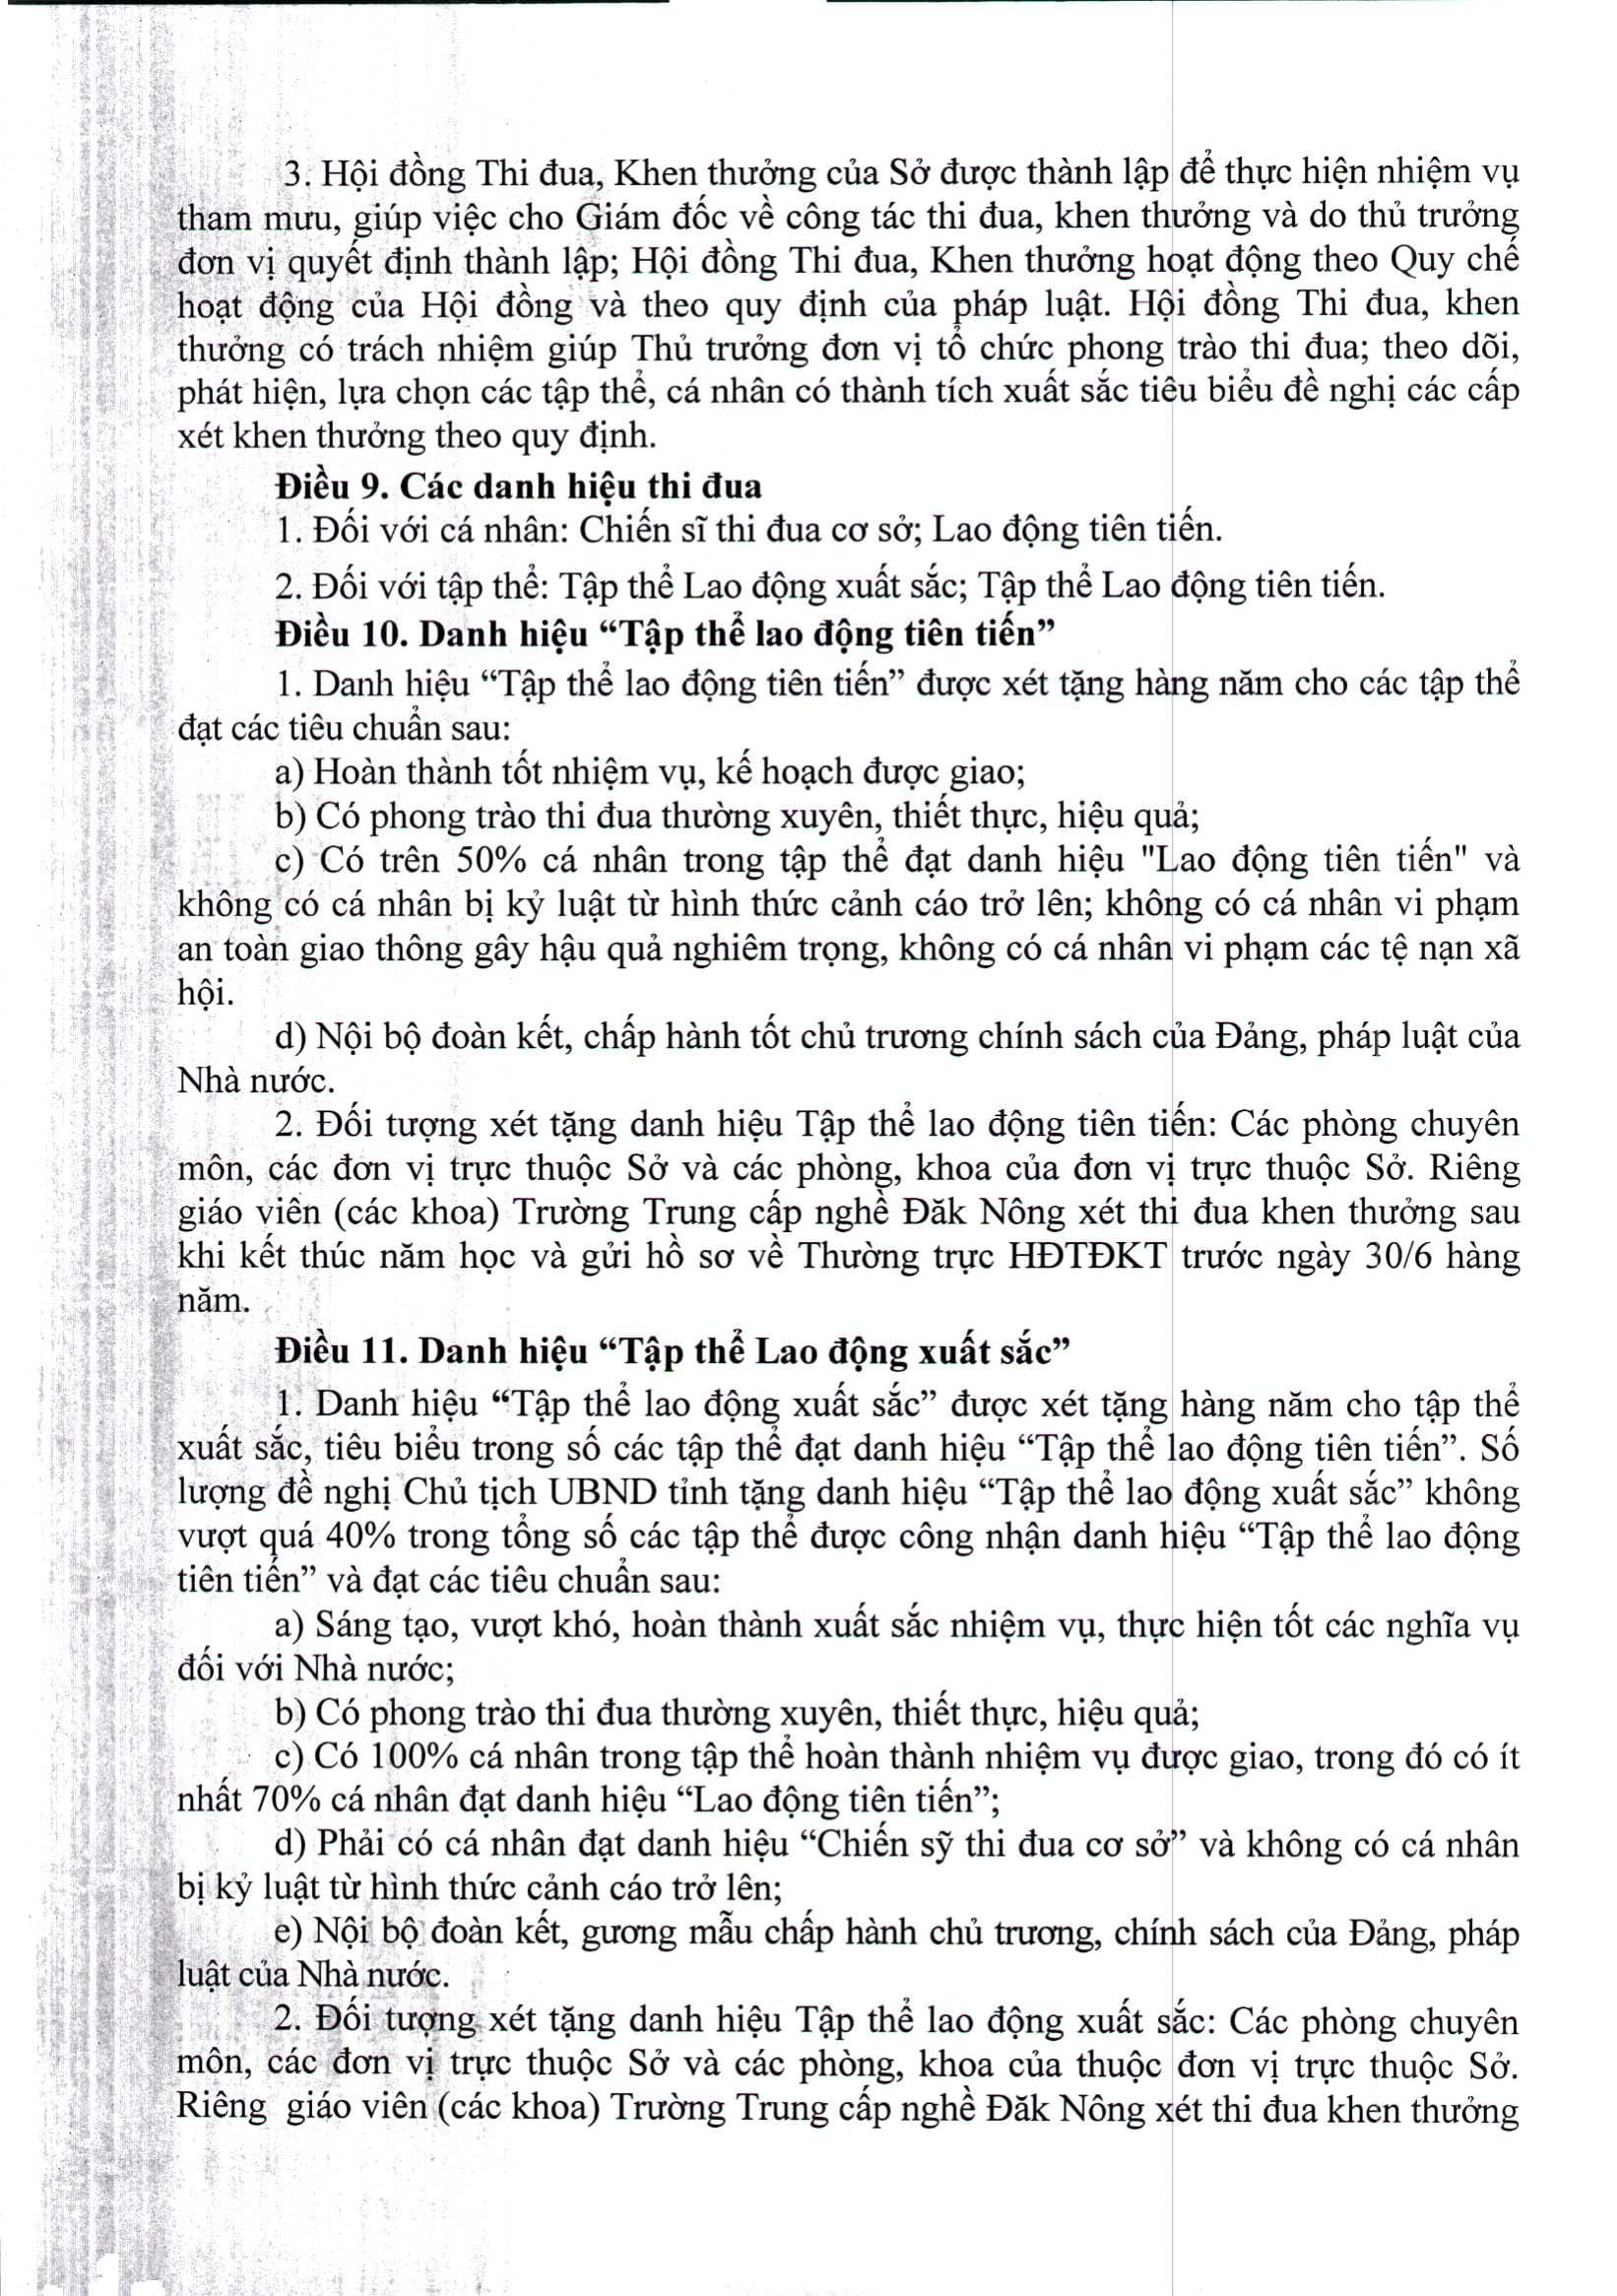 3. Hội đồng Thi đua, Khen thưởng của Sở được thành lập để thực hiện nhiệm vụ
tham mưu, giúp việc cho Giám đốc về công tác thi đua, khen thưởng và do thủ trưởng
đơn vị quyết định thành lập; Hội đồng Thi đua, Khen thưởng hoạt động theo Quy chế
hoạt động của Hội đồng và theo quy định của pháp luật. Hội đồng Thi đua, khen
thưởng có trách nhiệm giúp Thủ trưởng đơn vị tổ chức phong trào thi đua; theo dõi,
phát hiện, lựa chọn các tập thể, cá nhân có thành tích xuất sắc tiêu biểu đề nghị các cấp
xét khen thưởng theo quy định.
Điều 9. Các danh hiệu thi đua
1. Đối với cá nhân: Chiến sĩ thi đua cơ sở; Lao động tiên tiến.
2. Đối với tập thể: Tập thể Lao động xuất sắc; Tập thể Lao động tiên tiến.
Điều 10. Danh hiệu “Tập thể lao động tiên tiến”
1. Danh hiệu “Tập thể lao động tiên tiến” được xét tặng hàng năm cho các tập thể
đạt các tiêu chuẩn sau:
a) Hoàn thành tốt nhiệm vụ, kế hoạch được giao;
b) Có phong trào thi đua thường xuyên, thiết thực, hiệu quả;
c) Có trên 50% cá nhân trong tập thể đạt danh hiệu "Lao động tiên tiến" và
không có cá nhân bị kỷ luật từ hình thức cảnh cáo trở lên; không có cá nhân vi phạm
an toàn giao thông gây hậu quả nghiêm trọng, không có cá nhân vi phạm các tệ nạn xã
hội.
d) Nội bộ đoàn kết, chấp hành tốt chủ trương chính sách của Đảng, pháp luật của
Nhà nước.
2. Đối tượng xét tặng danh hiệu Tập thể lao động tiên tiến: Các phòng chuyên
môn, các đơn vị trực thuộc Sở và các phòng, khoa của đơn vị trực thuộc Sở. Riêng
giáo viên (các khoa) Trường Trung cấp nghề Đăk Nông xét thi đua khen thưởng sau
khi kết thúc năm học và gửi hồ sơ về Thường trực HĐTĐKT trước ngày 30/6 hàng
năm.
Điều 11. Danh hiệu “Tập thể Lao động xuất sắc”
1. Danh hiệu “Tập thể lao động xuất sắc” được xét tặng hàng năm cho tập thể
xuất sắc, tiêu biểu trong số các tập thể đạt danh hiệu “Tập thể lao động tiên tiến”. Số
lượng đề nghị Chủ tịch UBND tỉnh tặng danh hiệu “Tập thể lao động xuất sắc” không
vượt quá 40% trong tổng số các tập thể được công nhận danh hiệu “Tập thể lao động
tiên tiến” và đạt các tiêu chuẩn sau:
a) Sáng tạo, vượt khó, hoàn thành xuất sắc nhiệm vụ, thực hiện tốt các nghĩa vụ
đối với Nhà nước;
b) Có phong trào thi đua thường xuyên, thiết thực, hiệu quả;
c) Có 100% cá nhân trong tập thể hoàn thành nhiệm vụ được giao, trong đó có ít
nhất 70% cá nhân đạt danh hiệu “Lao động tiên tiến”;
d) Phải có cá nhân đạt danh hiệu “Chiến sỹ thi đua cơ sở” và không có cá nhân
bị kỷ luật từ hình thức cảnh cáo trở lên;
e) Nội bộ đoàn kết, gương mẫu chấp hành chủ trương, chính sách của Đảng, pháp
luật của Nhà nước.
2. Đối tượng xét tặng danh hiệu Tập thể lao động xuất sắc: Các phòng chuyên
môn, các đơn vị trực thuộc Sở và các phòng, khoa của thuộc đơn vị trực thuộc Sở.
Riêng giáo viên (các khoa) Trường Trung cấp nghề Đăk Nông xét thi đua khen thưởng